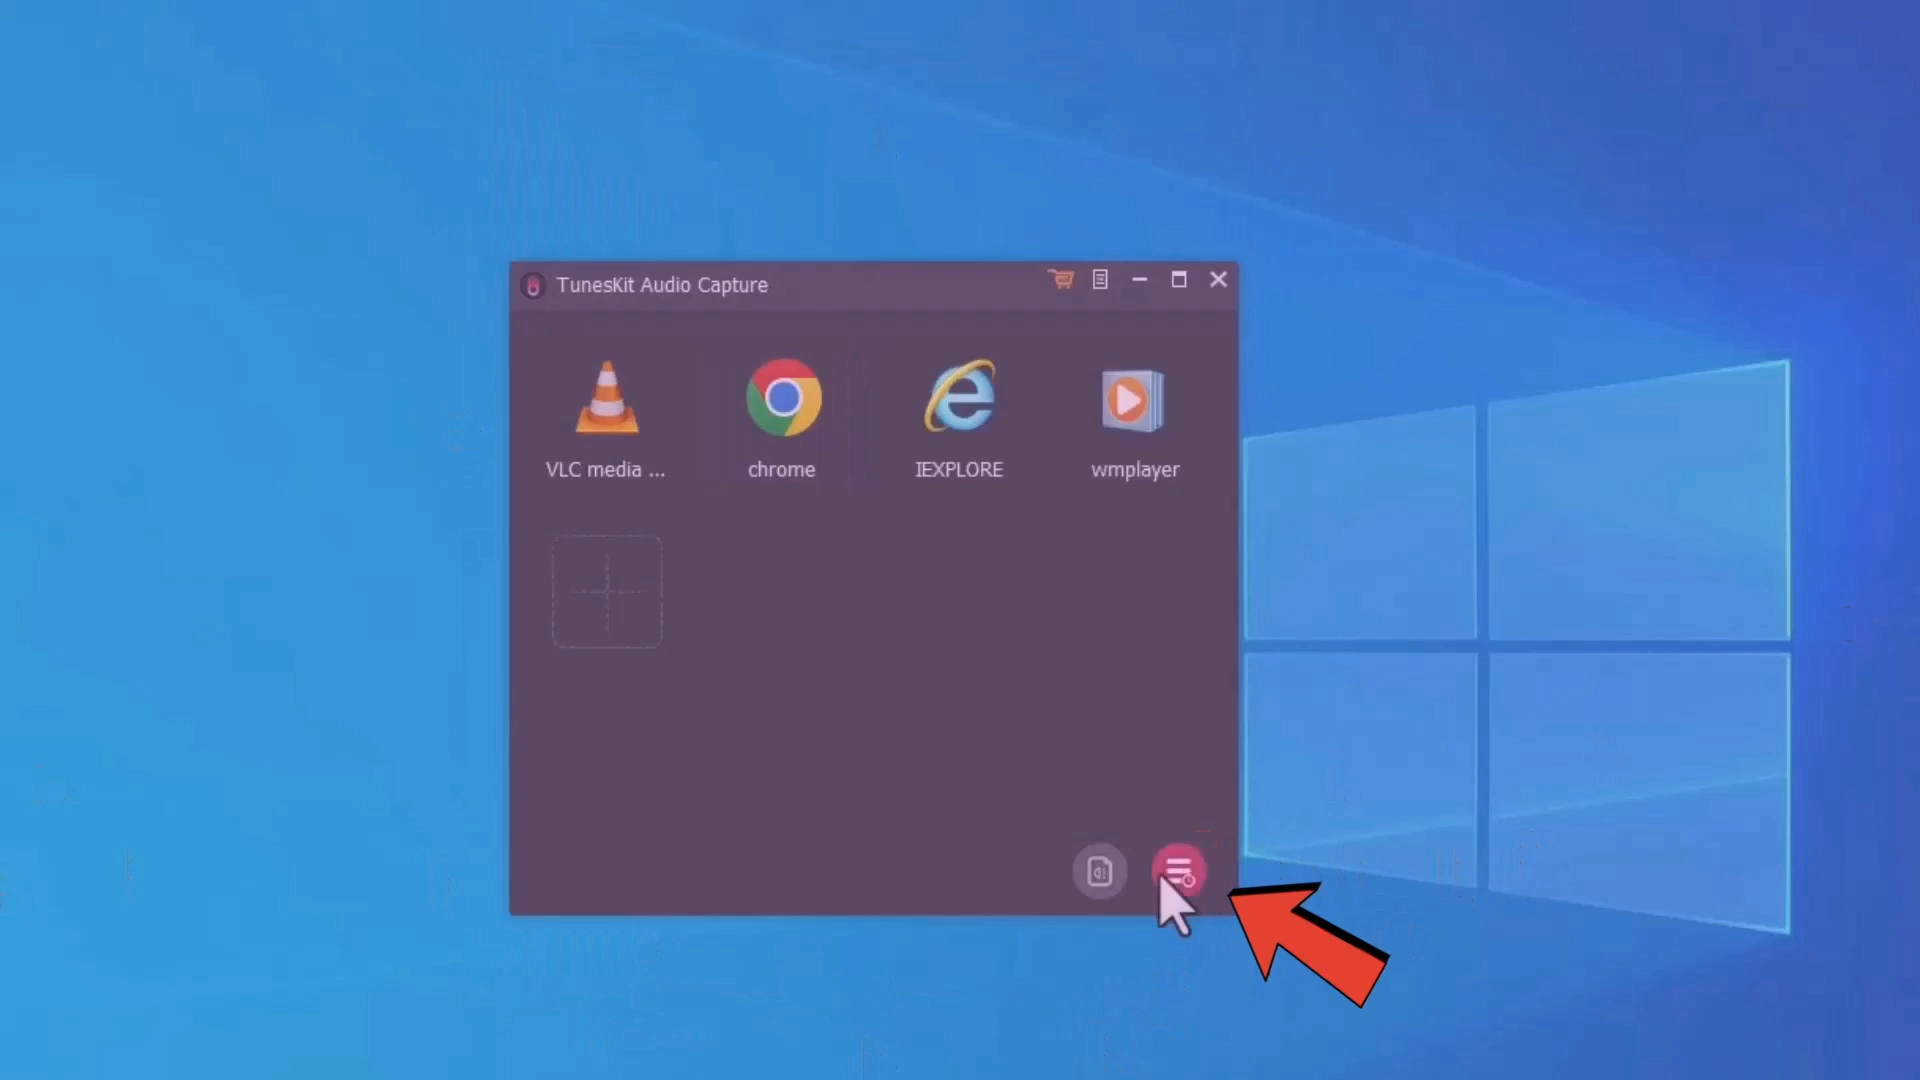 TunesKit Audio Capture
VLC media ...
chrome
IEXPLORE
wmplayer